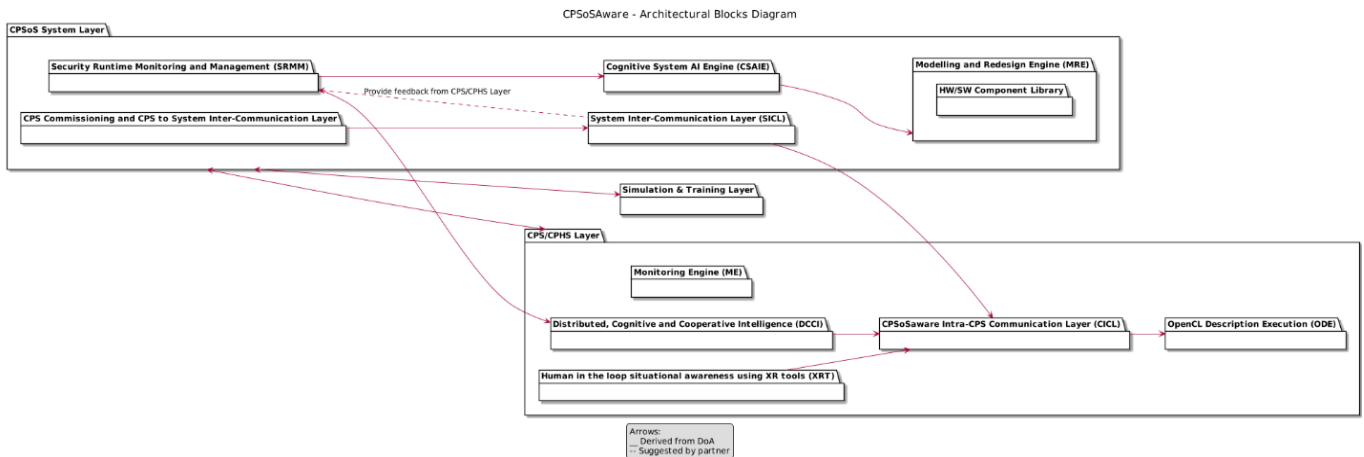 CPSoSAware - Architectural Blocks Diagram
CPSoS System Layer
Security Runtime Monitoring and Management (SRMM)
Cognitive System AI Engine (CSAIE)
Modelling and Redesign Engine (MRE)
HW/SW Component Library
Provide feedback from CPS/CPHS Layer
CPS Commissioning and CPS to System Inter-Communication Layer
System Inter-Communication Layer (SICL)
Simulation & Training Layer
CPS/CPHS Layer
Monitoring Engine (ME)
Distributed, Cognitive and Cooperative Intelligence (DCCI)
CPSoSaware Intra-CPS Communication Layer (CICL)
OpenCL Description Execution (ODE)
Human in the loop situational awareness using XR tools (XRT)
Arrows:
__ Derived from DoA
-- Suggested by partner